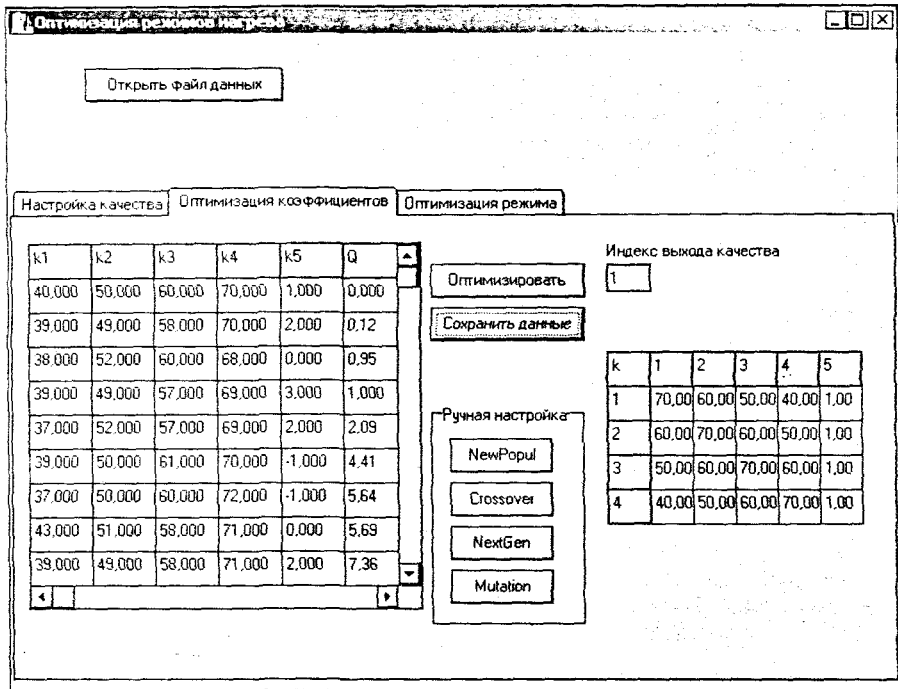 Оптимизация режимов нагрева
Открыть файл данных
Настройка качества Оптимизация коэффициентов Оптимизация режима
k1 k2 k3 k4 k5 Q
40,000 50,000 60,000 70,000 1,000 0,000
39,000 49,000 58,000 70,000 2,000 0,12
38,000 52,000 60,000 68,000 0,000 0,95
39,000 49,000 57,000 69,000 3,000 1,000
37,000 52,000 57,000 69,000 2,000 2,09
39,000 50,000 61,000 70,000 -1,000 4,41
37,000 50,000 60,000 72,000 -1,000 5,64
43,000 51,000 58,000 71,000 0,000 5,69
39,000 49,000 58,000 71,000 2,000 7,36
Оптимизировать
Сохранить данные
Ручная настройка
NewPopul
Crossover
NextGen
Mutation
Индекс выхода качества
1
k 1 2 3 4 5
1 70,00 60,00 50,00 40,00 1,00
2 60,00 70,00 60,00 50,00 1,00
3 50,00 60,00 70,00 60,00 1,00
4 40,00 50,00 60,00 70,00 1,00